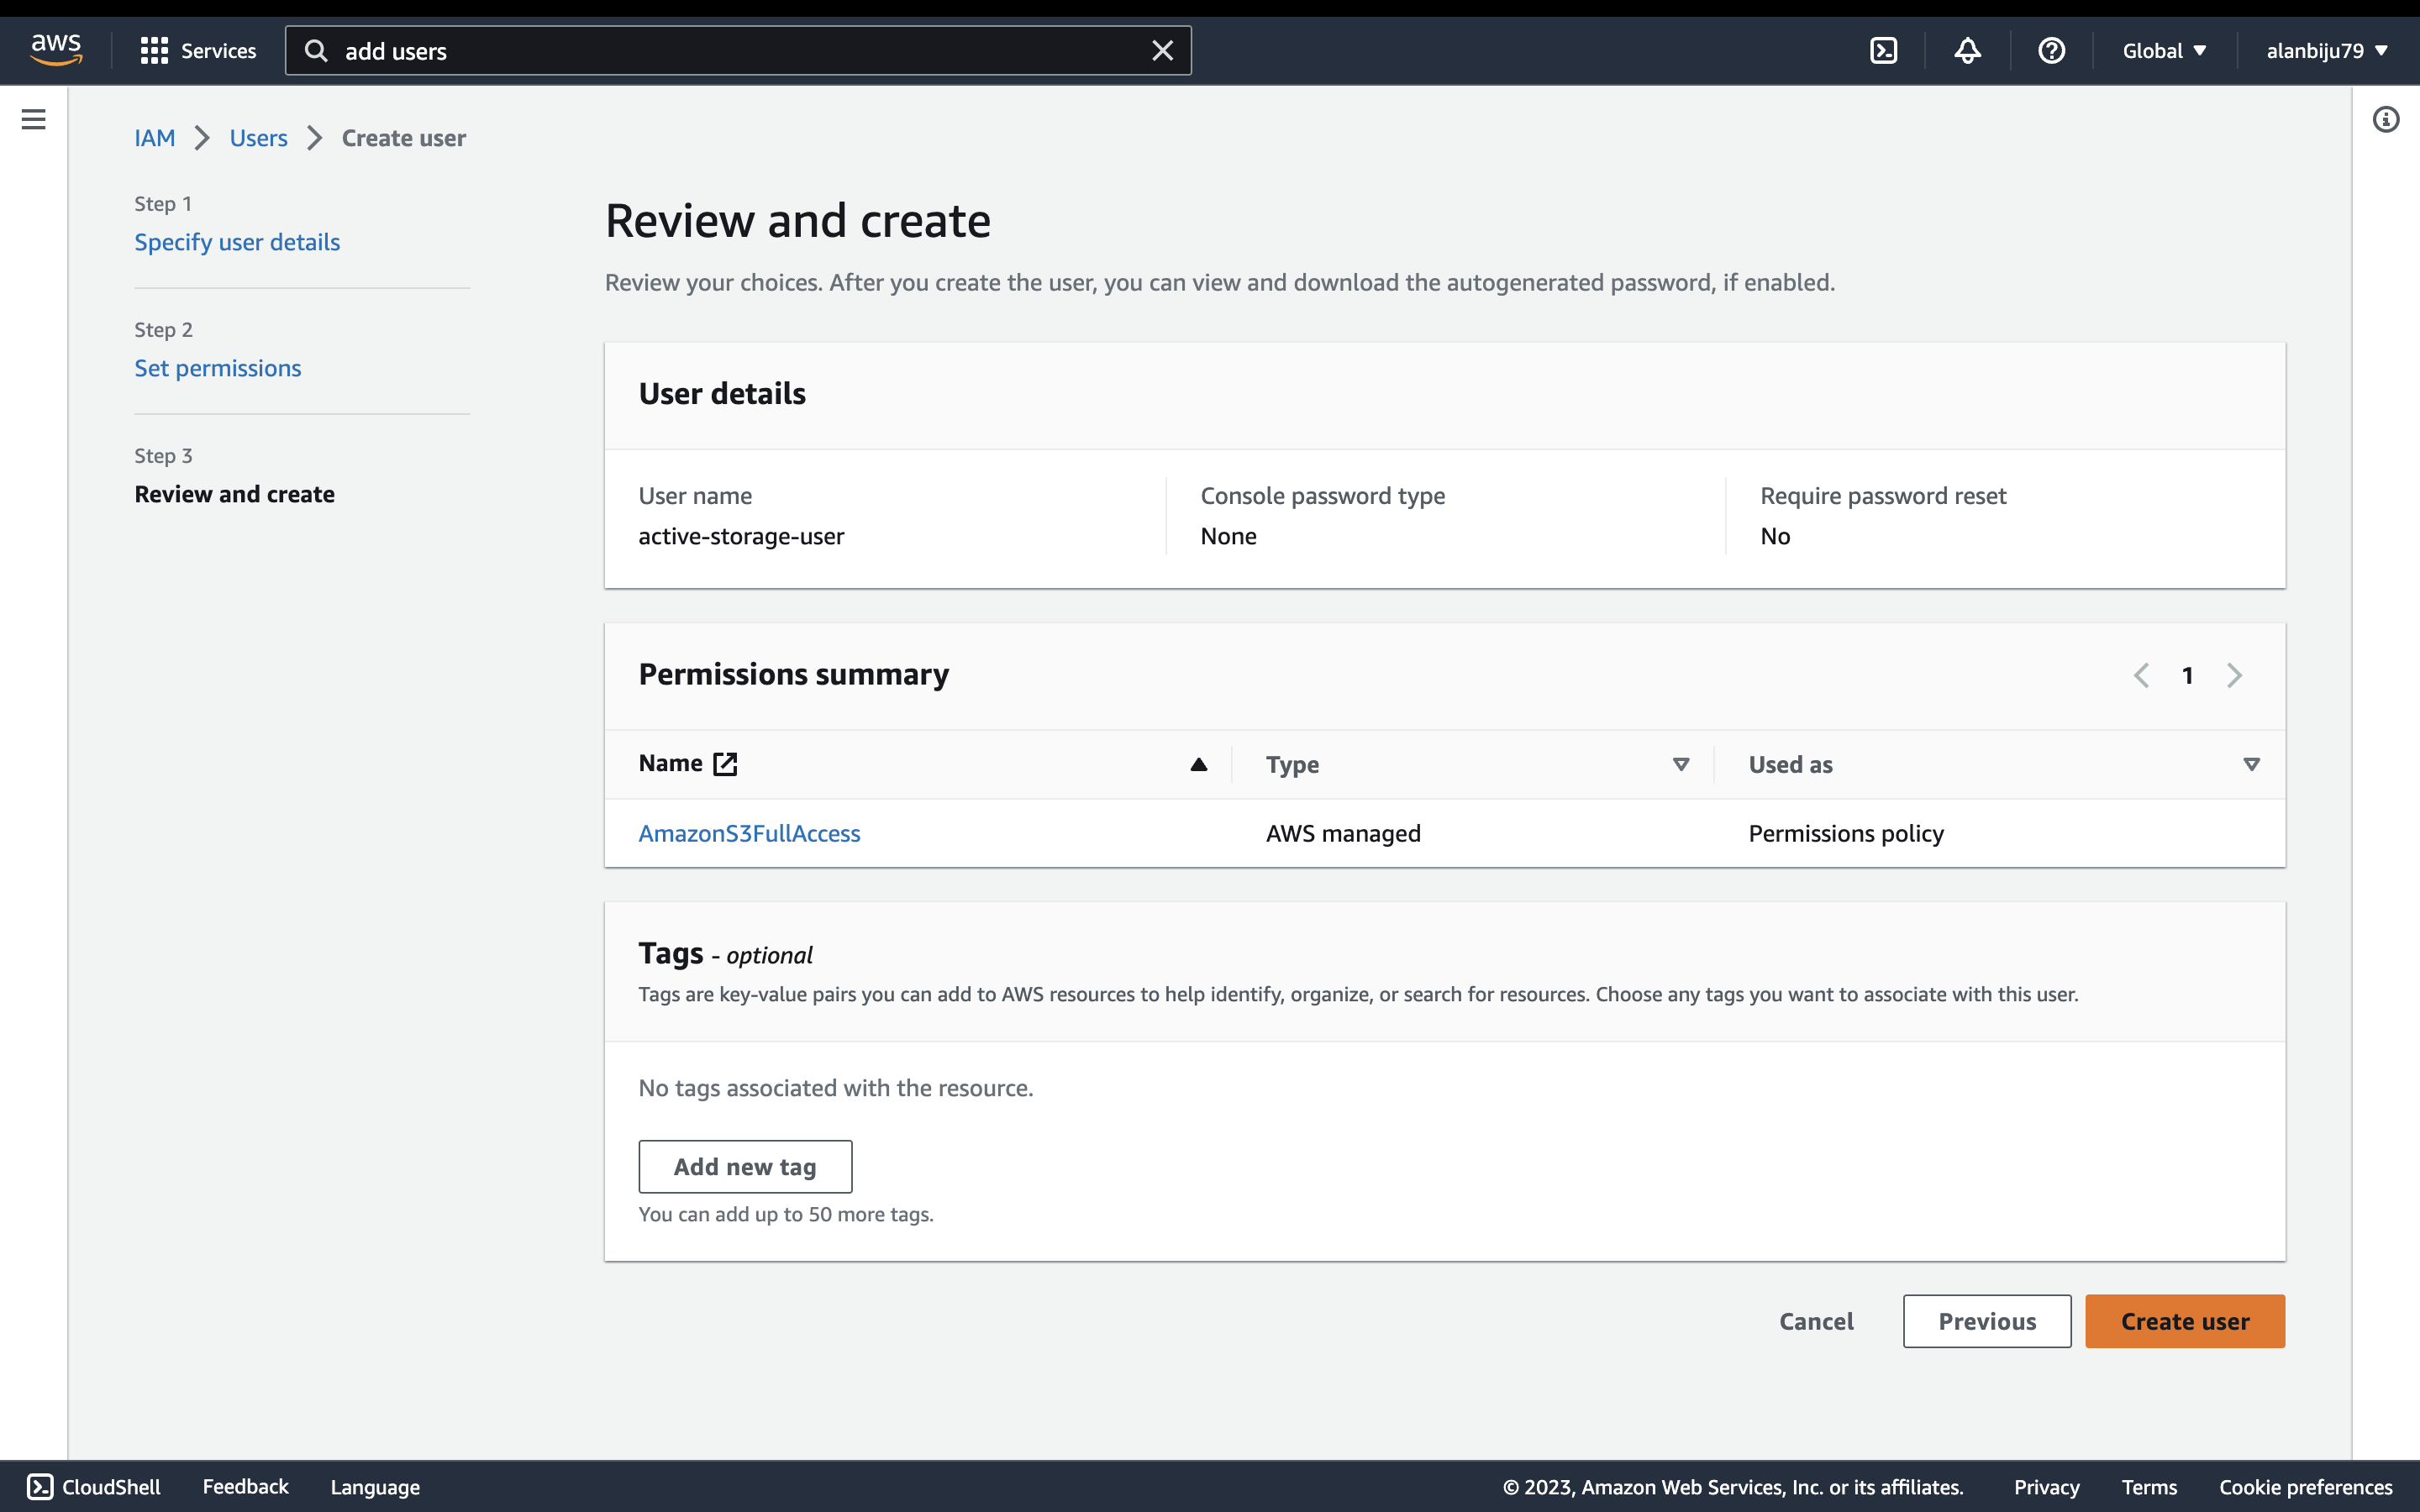 aws
Services
add users
Global
alanbiju79
IAM
Users
Create user
Step 1
Specify user details
Step 2
Set permissions
Step 3
Review and create
Review and create
Review your choices. After you create the user, you can view and download the autogenerated password, if enabled.
User details
User name
active-storage-user
Console password type
None
Require password reset
No
Permissions summary
1
Name
Type
Used as
AmazonS3FullAccess
AWS managed
Permissions policy
Tags - optional
Tags are key-value pairs you can add to AWS resources to help identify, organize, or search for resources. Choose any tags you want to associate with this user.
No tags associated with the resource.
Add new tag
You can add up to 50 more tags.
Cancel
Previous
Create user
CloudShell
Feedback
Language
© 2023, Amazon Web Services, Inc. or its affiliates.
Privacy
Terms
Cookie preferences